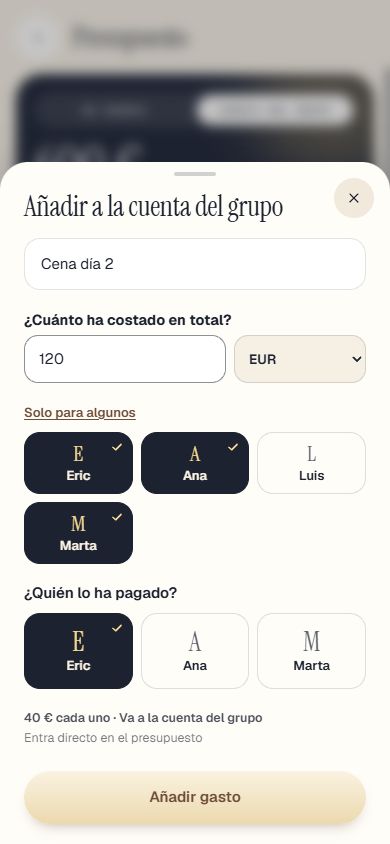 Añadir a la cuenta del grupo
Cena día 2
¿Cuánto ha costado en total?
120
EUR
Solo para algunos
E
Eric
A
Ana
L
Luis
M
Marta
¿Quién lo ha pagado?
E
Eric
A
Ana
M
Marta
40 € cada uno · Va a la cuenta del grupo
Entra directo en el presupuesto
Añadir gasto